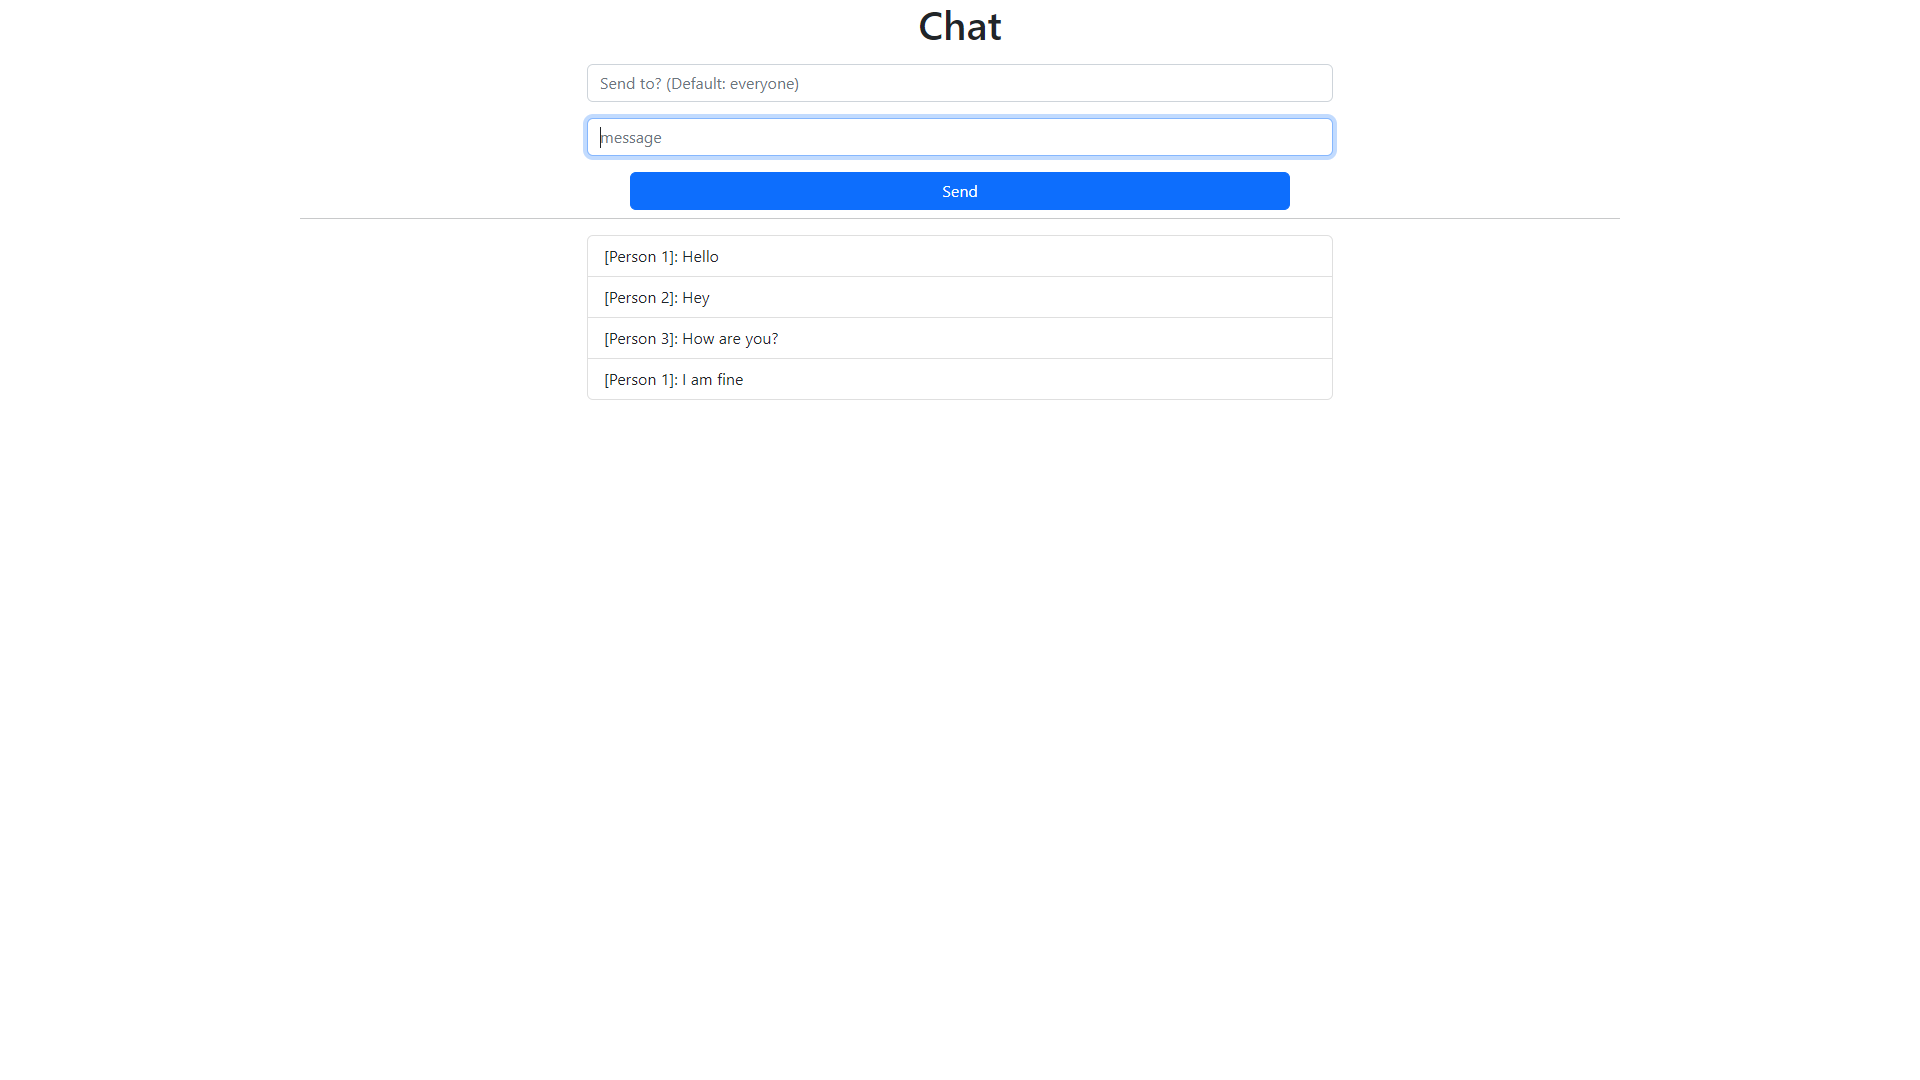 Chat
Send to? (Default: everyone)
message
Send
[Person 1]: Hello
[Person 2]: Hey
[Person 3]: How are you?
[Person 1]: I am fine